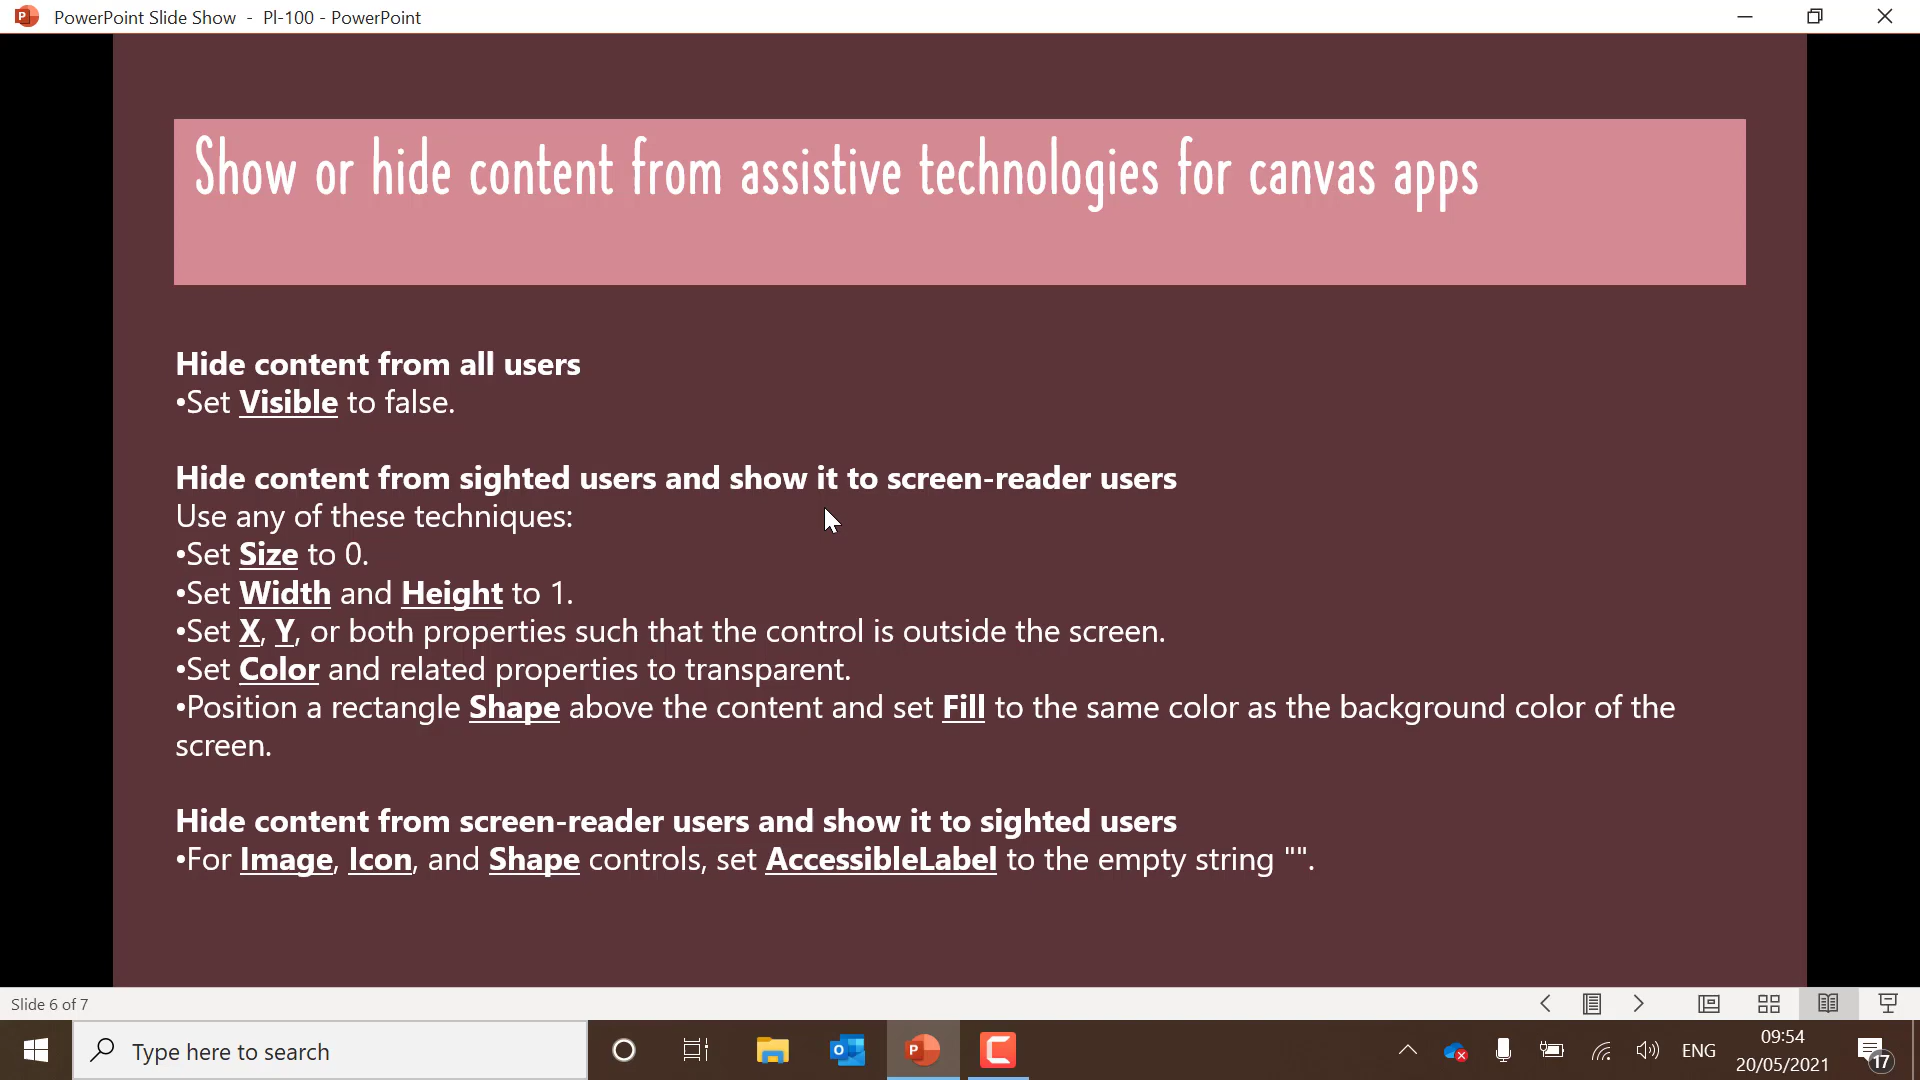 PowerPoint Slide Show - Pl-100 - PowerPoint
Show or hide content from assistive technologies for canvas apps
Hide content from all users
•Set Visible to false.
Hide content from sighted users and show it to screen-reader users
Use any of these techniques:
•Set Size to 0.
•Set Width and Height to 1.
•Set X, Y, or both properties such that the control is outside the screen.
•Set Color and related properties to transparent.
•Position a rectangle Shape above the content and set Fill to the same color as the background color of the
screen.
Hide content from screen-reader users and show it to sighted users
•For Image, Icon, and Shape controls, set AccessibleLabel to the empty string "".
Slide 6 of 7
Type here to search
ENG
09:54
20/05/2021
17